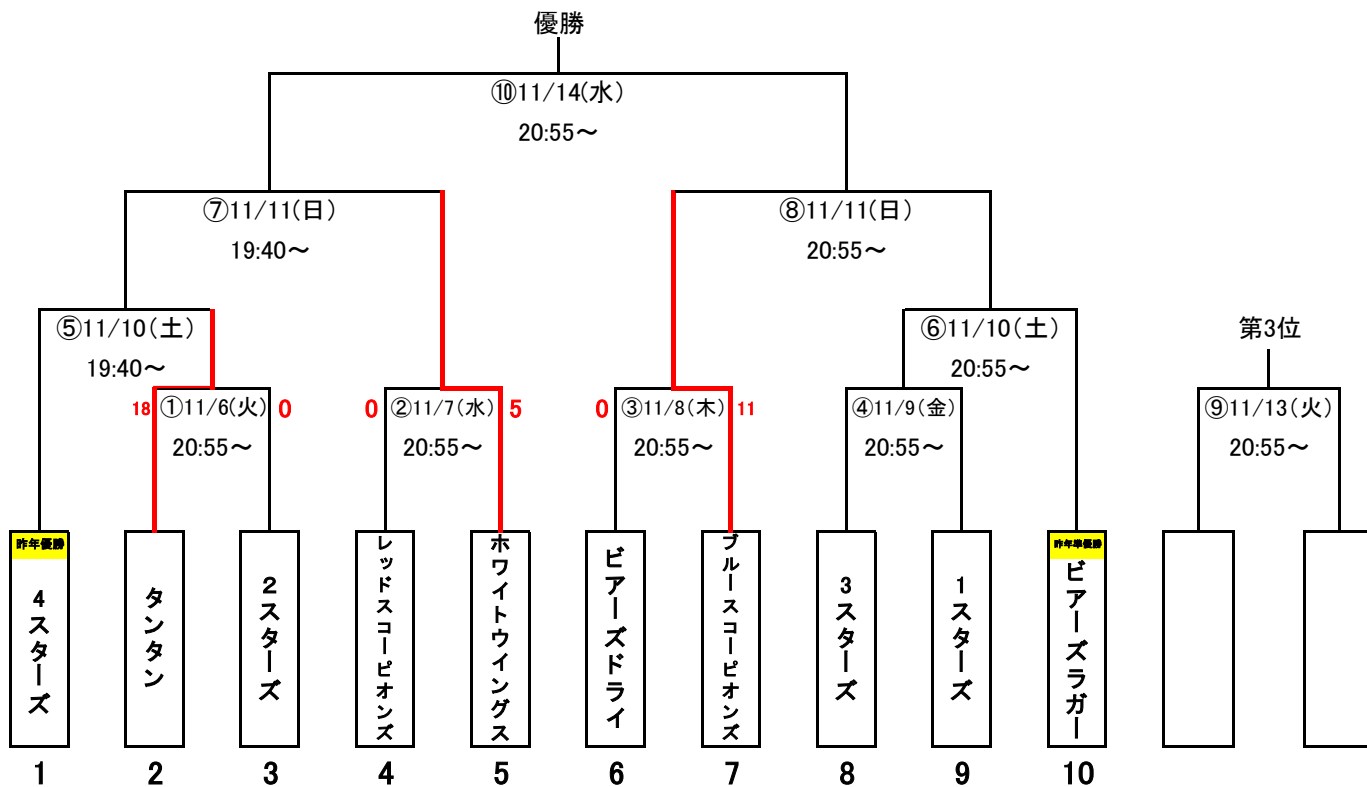 優勝
⑩11/14(水)
20:55～
⑦11/11(日)
19:40～
⑧11/11(日)
20:55～
⑤11/10(土)
19:40～
⑥11/10(土)
20:55～
第3位
18 ①11/6(火) 0
20:55～
0 ②11/7(水) 5
20:55～
0 ③11/8(木) 11
20:55～
④11/9(金)
20:55～
⑨11/13(火)
20:55～
昨年優勝
4スターズ
タンタン
2スターズ
レッドスコーピオンズ
ホワイトウイングス
ビアーズドライ
ブルースコーピオンズ
3スターズ
1スターズ
昨年準優勝
ビアーズラガー
1 2 3 4 5 6 7 8 9 10